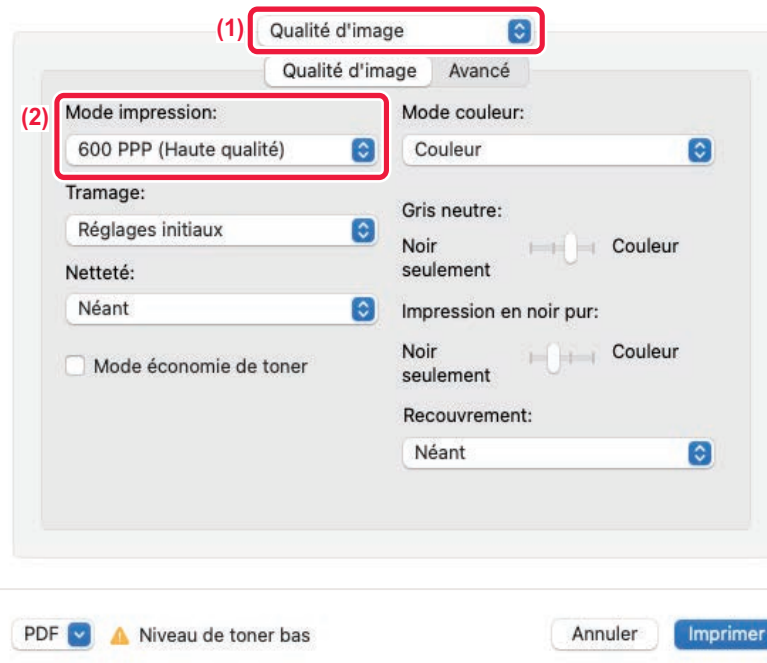 (1)
Qualité d'image
Qualité d'image Avancé
(2)
Mode impression:
600 PPP (Haute qualité)
Tramage:
Réglages initiaux
Netteté:
Néant
Mode économie de toner
Mode couleur:
Couleur
Gris neutre:
Noir
seulement
Couleur
Impression en noir pur:
Noir
seulement
Couleur
Recouvrement:
Néant
PDF
Niveau de toner bas
Annuler
Imprimer